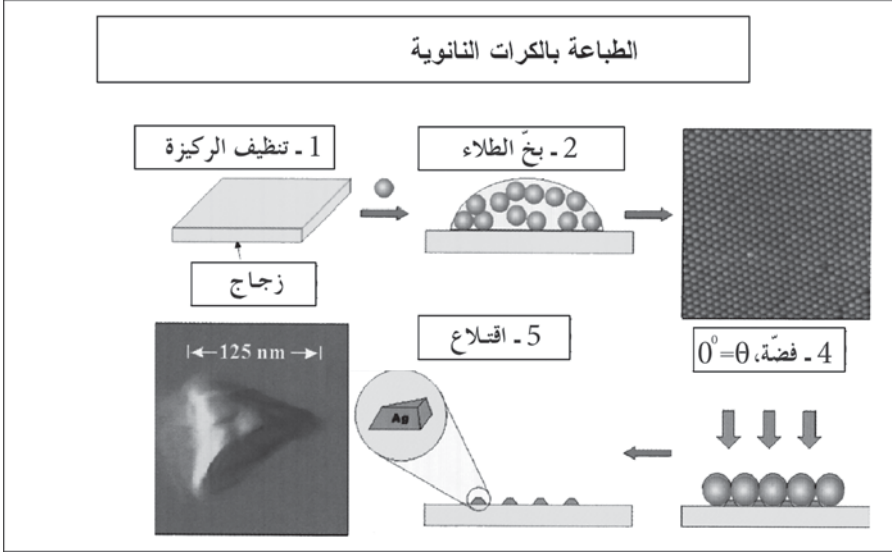 الطباعة بالكرات النانوية
1 ـ تنظيف الركيزة
2 ـ بخّ الطلاء
زجاج
125 nm
5 ـ اقتلاع
4 ـ فضّة، θ=0°
Ag